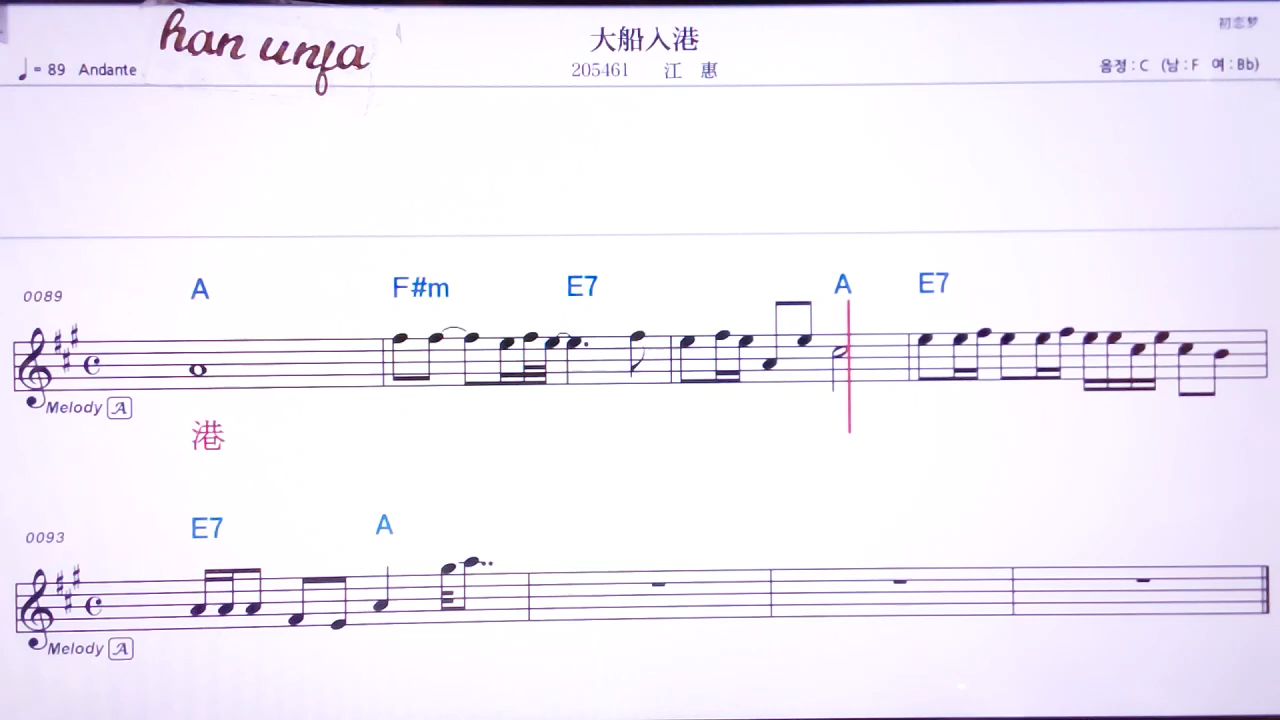 han unfa
大船入港
初恋梦
♩= 89 Andante
205461 江 惠
음정 : C (남 : F 여 : Bb)
0089 A F#m E7 A E7
Melody A
港
0093 E7 A
Melody A